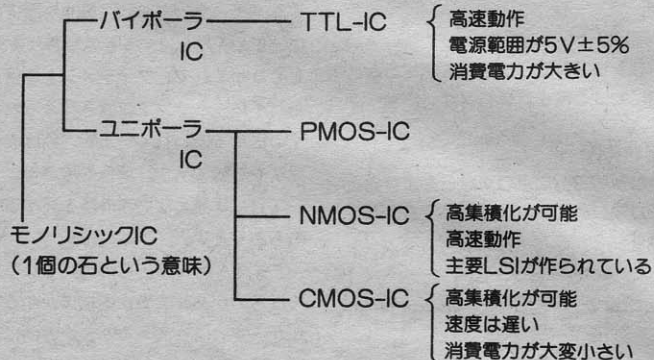 バイポーラ
IC
TTL-IC
高速動作
電源範囲が5V±5%
消費電力が大きい
ユニポーラ
IC
PMOS-IC
モノリシックIC
(1個の石という意味)
NMOS-IC
高集積化が可能
高速動作
主要LSIが作られている
CMOS-IC
高集積化が可能
速度は遅い
消費電力が大変小さい